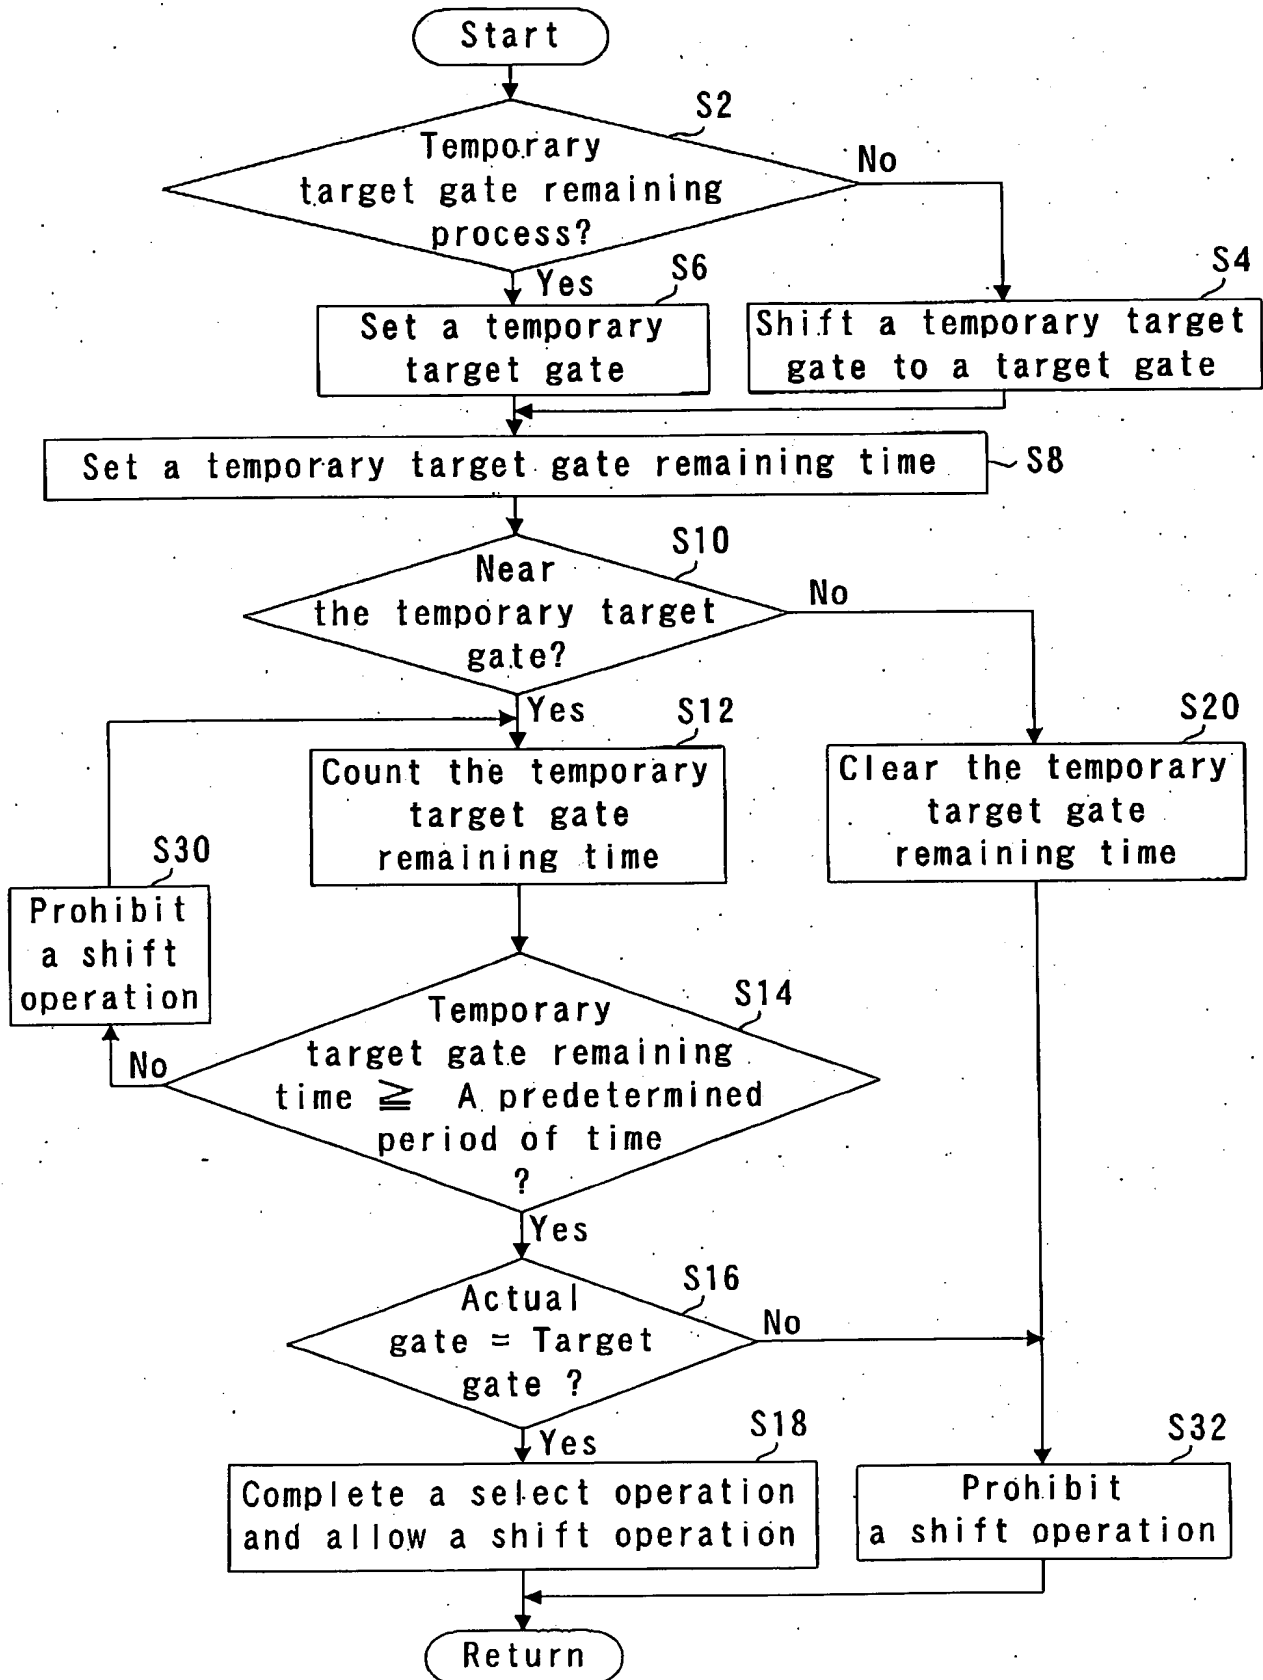 Start
S2
Temporary
target gate remaining
process?
No
Yes
S6
S4
Set a temporary
target gate
Shift a temporary target
gate to a target gate
Set a temporary target gate remaining time
S8
S10
Near
the temporary target
gate?
No
Yes
S12
S20
Count the temporary
target gate
remaining time
Clear the temporary
target gate
remaining time
S30
Prohibit
a shift
operation
S14
Temporary
target gate remaining
time ≧ A predetermined
period of time
?
No
Yes
S16
Actual
gate = Target
gate ?
No
Yes
S18
S32
Complete a select operation
and allow a shift operation
Prohibit
a shift operation
Return